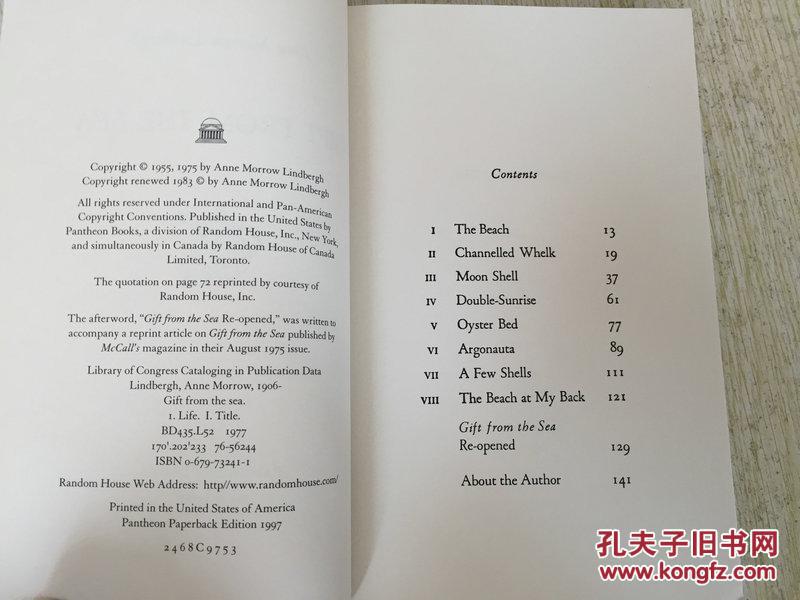 Copyright © 1955, 1975 by Anne Morrow Lindbergh
Copyright renewed 1983 © by Anne Morrow Lindbergh
All rights reserved under International and Pan-American
Copyright Conventions. Published in the United States by
Pantheon Books, a division of Random House, Inc., New York,
and simultaneously in Canada by Random House of Canada
Limited, Toronto.
The quotation on page 72 reprinted by courtesy of
Random House, Inc.
The afterword, "Gift from the Sea Re-opened," was written to
accompany a reprint article on Gift from the Sea published by
McCall's magazine in their August 1975 issue.
Library of Congress Cataloging in Publication Data
Lindbergh, Anne Morrow, 1906-
Gift from the sea.
1. Life. I. Title.
BD435.L52 1977
170'.202'233 76-56244
ISBN 0-679-73241-1
Random House Web Address: http//www.randomhouse.com/
Printed in the United States of America
Pantheon Paperback Edition 1997
2468C9753
Contents
I The Beach 13
II Channelled Whelk 19
III Moon Shell 37
IV Double-Sunrise 61
V Oyster Bed 77
VI Argonauta 89
VII A Few Shells 111
VIII The Beach at My Back 121
Gift from the Sea
Re-opened 129
About the Author 141
孔夫子旧书网
www.kongfz.com